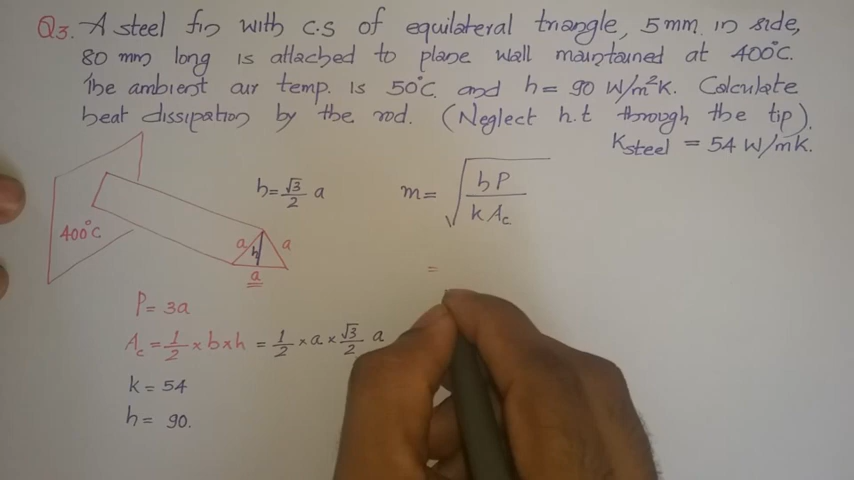 Q3. A steel fin with C.S of equilateral triangle, 5mm in side,
80 mm long is attached to plane wall maintained at 400°C.
The ambient air temp. is 50°C and h = 90 W/m²K. Calculate
heat dissipation by the rod. (Neglect h.t through the tip).
Ksteel = 54 W/mK.
400°C
a h a
a
h = √3/2 a
m = √(hP / kAc)
=
P = 3a
Ac = 1/2 × b × h = 1/2 × a × √3/2 a
k = 54
h = 90.